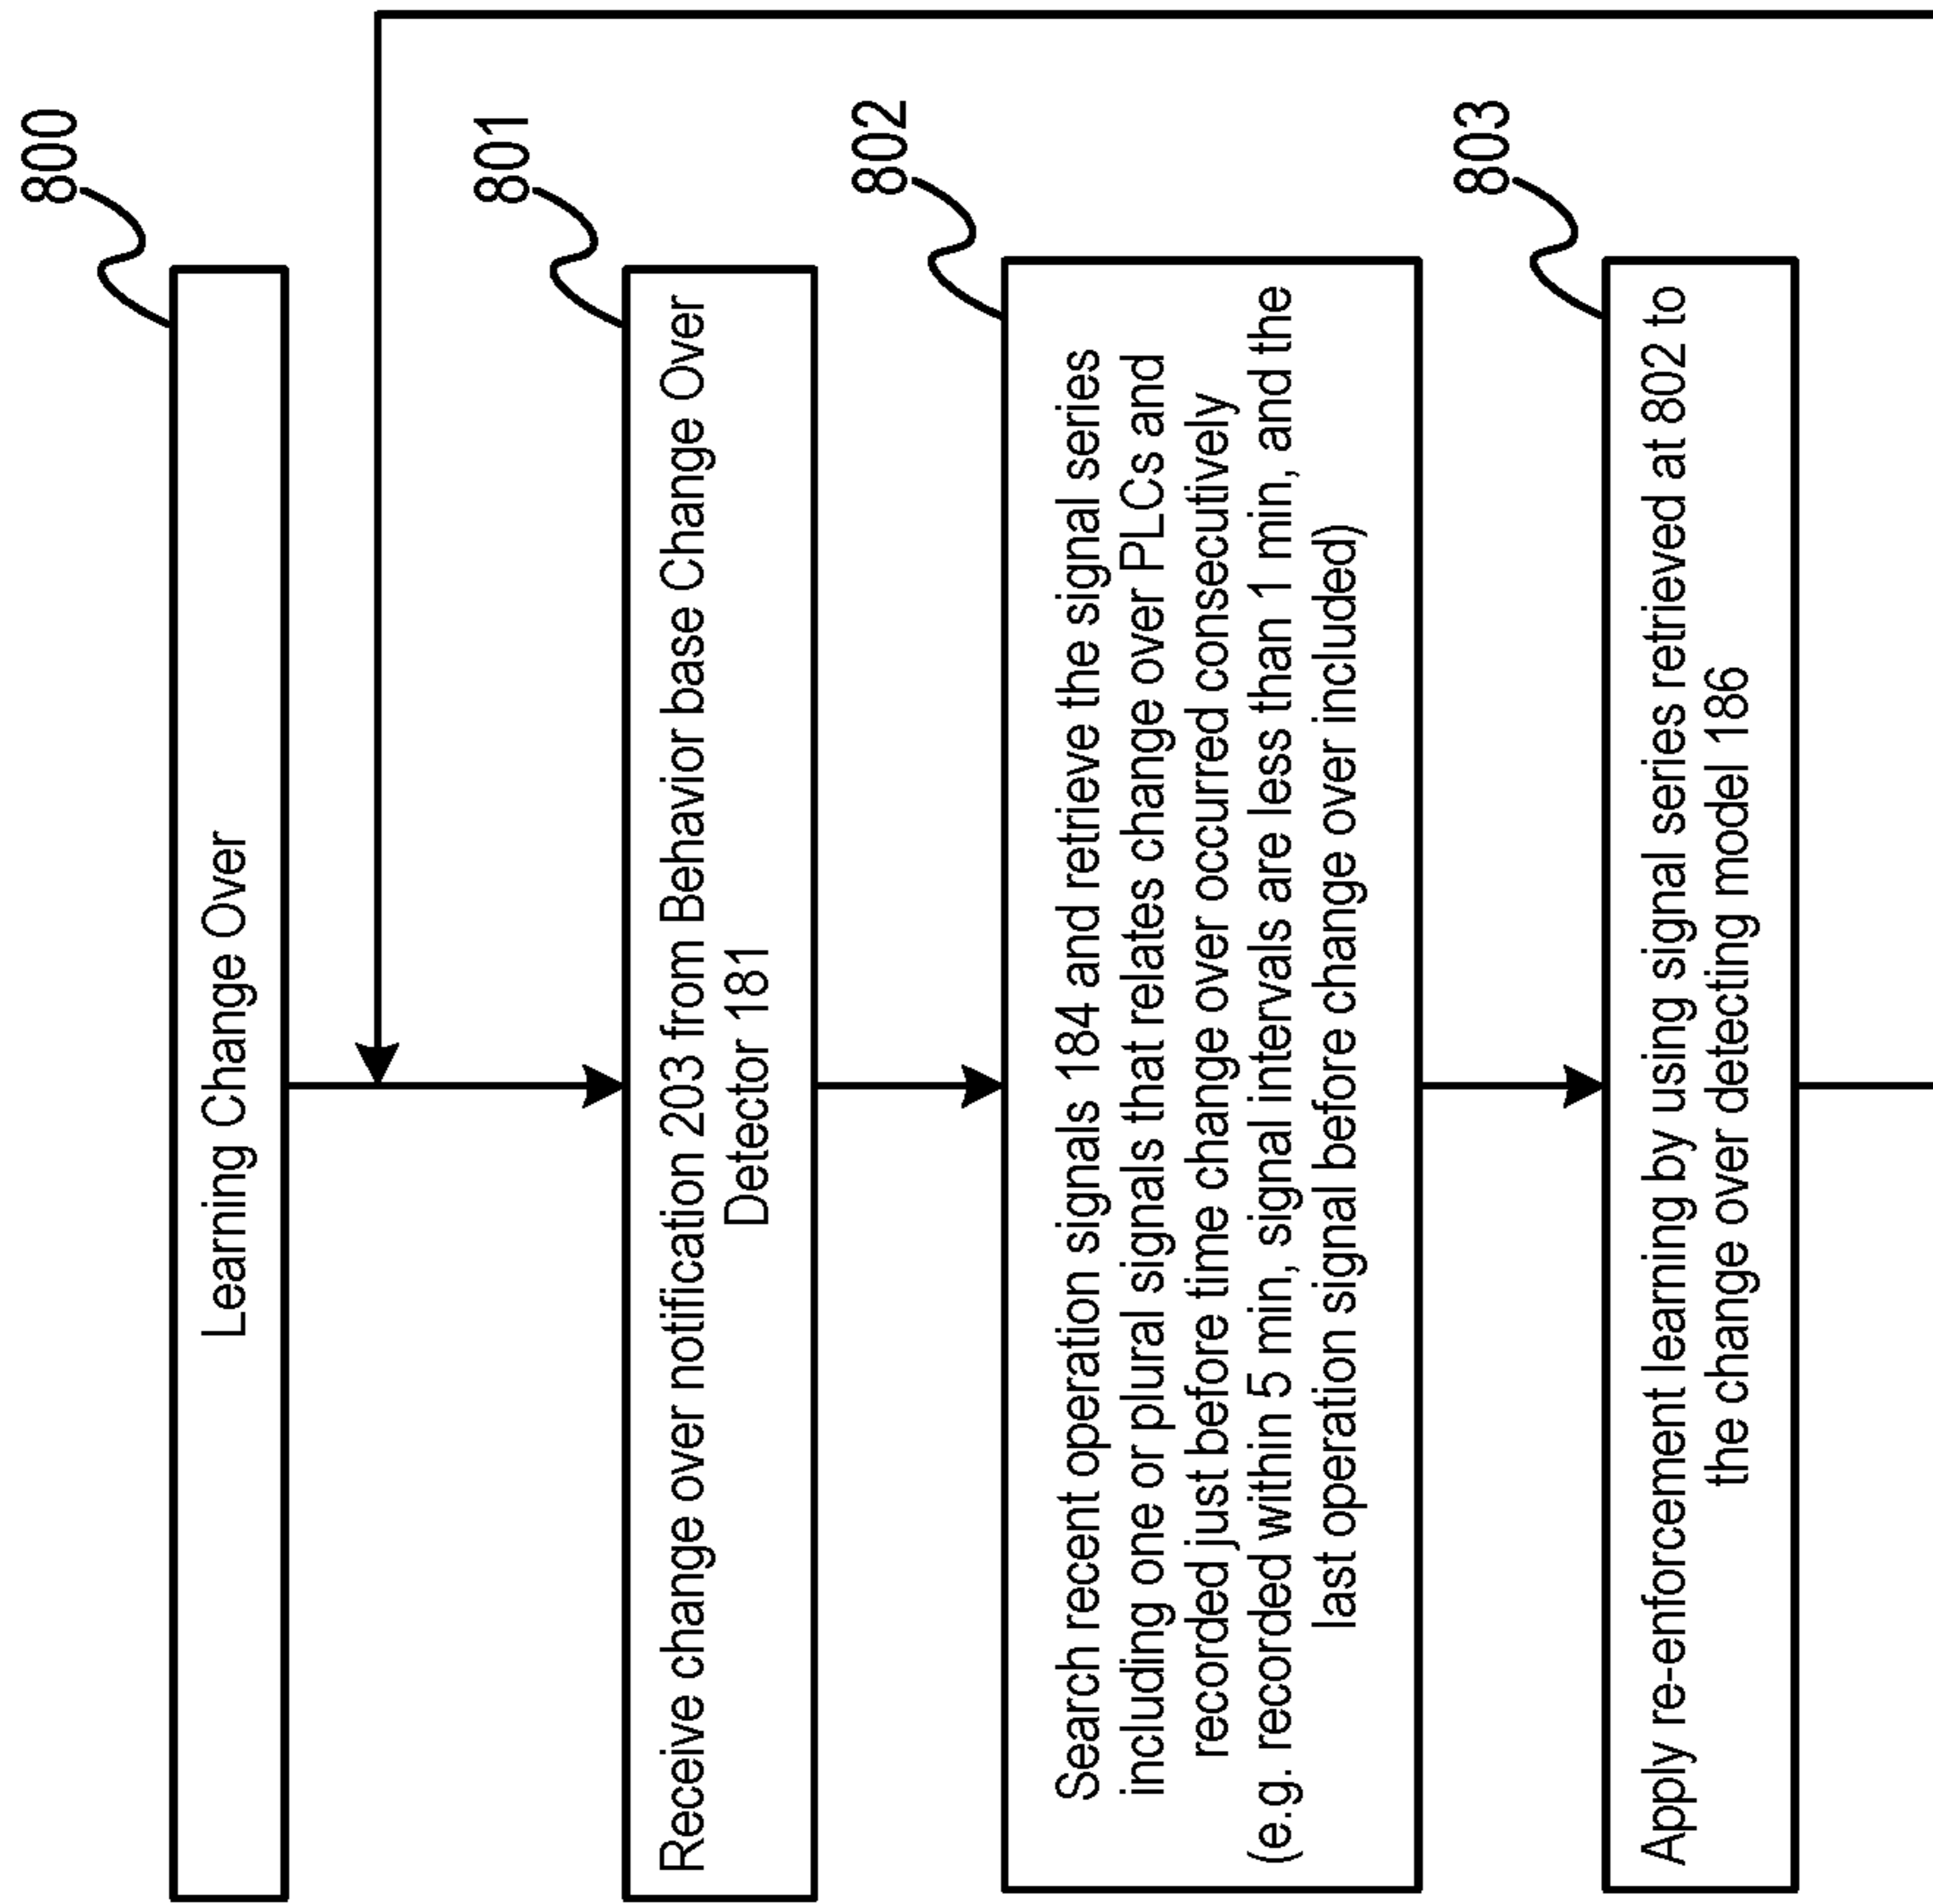 800
Learning Change Over
801
Receive change over notification 203 from Behavior base Change Over
Detector 181
802
Search recent operation signals 184 and retrieve the signal series
including one or plural signals that relates change over PLCs and
recorded just before time change over occurred consecutively
(e.g. recorded within 5 min, signal intervals are less than 1 min, and the
last operation signal before change over included)
803
Apply re-enforcement learning by using signal series retrieved at 802 to
the change over detecting model 186